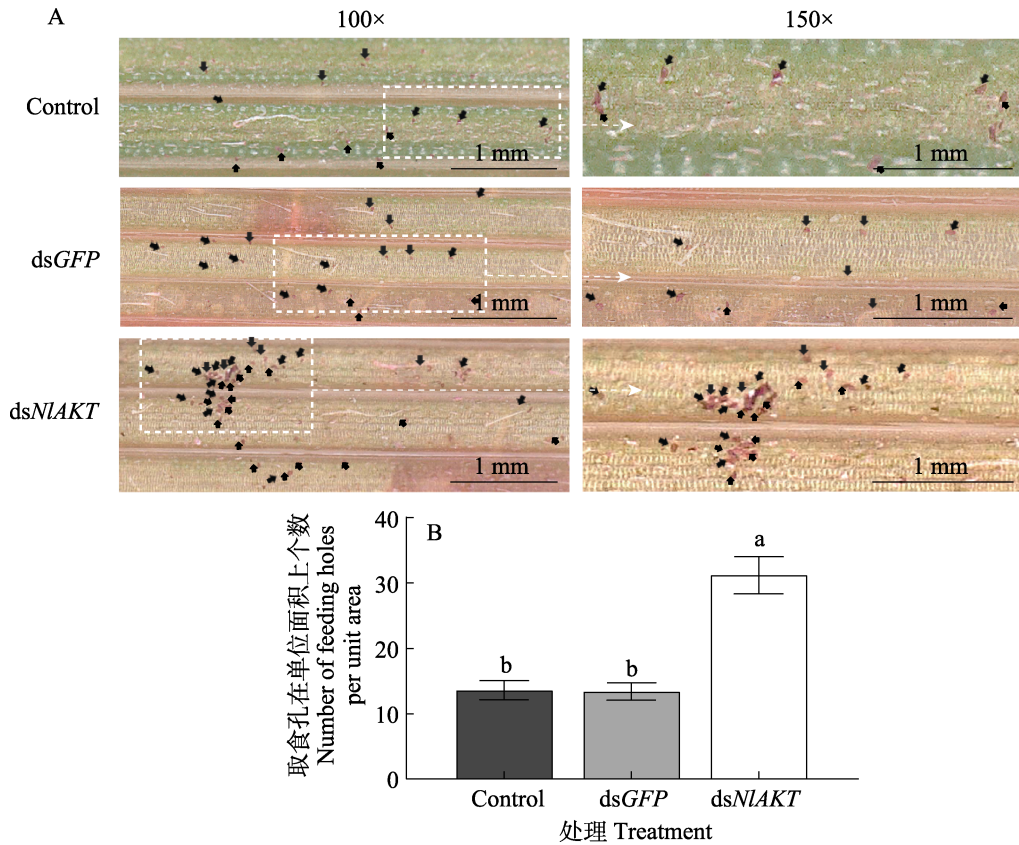 A
100×
150×
Control
1 mm
1 mm
dsGFP
1 mm
1 mm
dsNlAKT
1 mm
1 mm
B
取食孔在单位面积上个数
Number of feeding holes
per unit area
40
30
20
10
0
b
b
a
Control
dsGFP
dsNlAKT
处理 Treatment